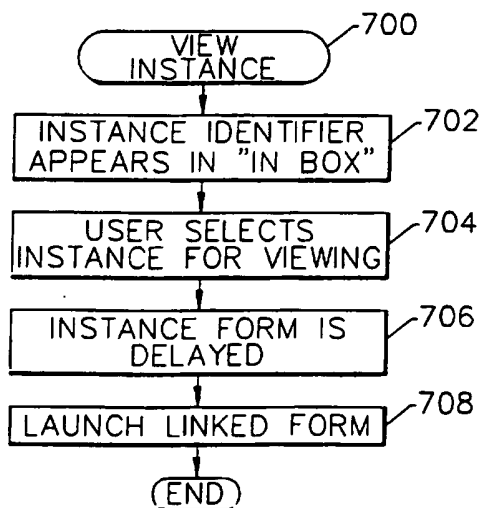 700
VIEW
INSTANCE
702
INSTANCE IDENTIFIER
APPEARS IN "IN BOX"
704
USER SELECTS
INSTANCE FOR VIEWING
706
INSTANCE FORM IS
DELAYED
708
LAUNCH LINKED FORM
END